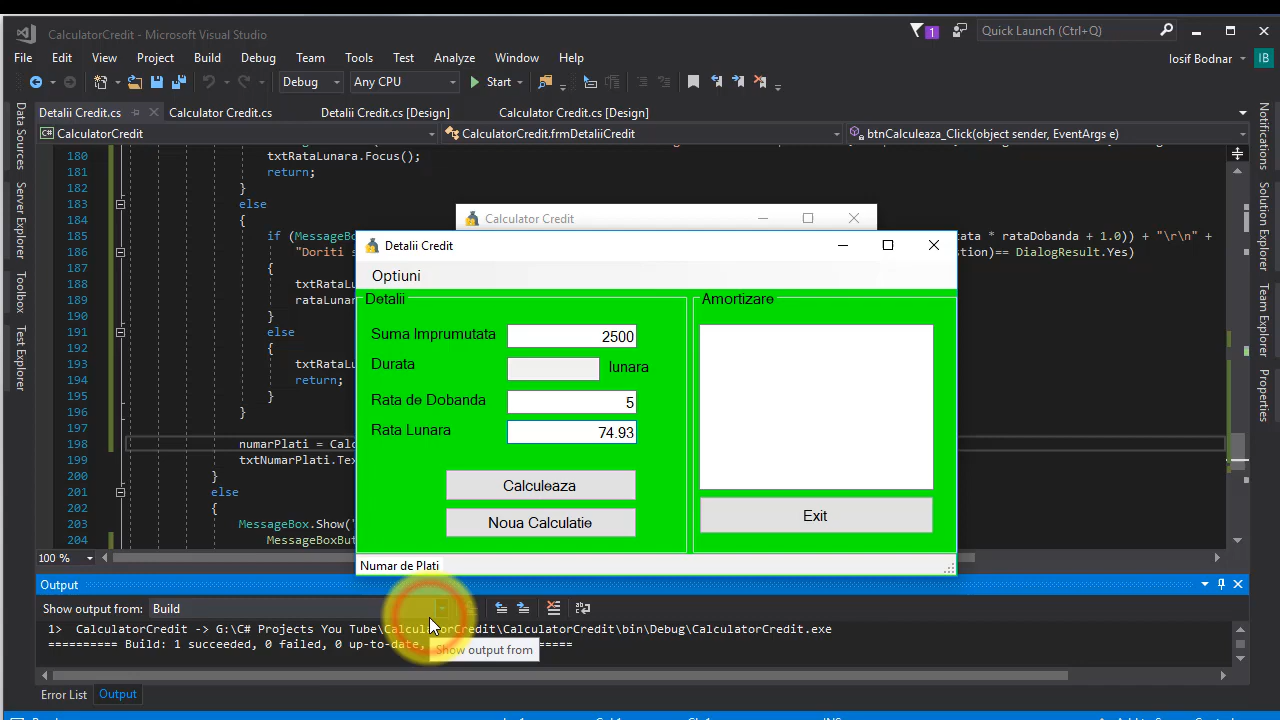 CalculatorCredit - Microsoft Visual Studio
1
Quick Launch (Ctrl+Q)
File Edit View Project Build Debug Team Tools Test Analyze Window Help
Iosif Bodnar IB
Debug Any CPU Start
Detalii Credit.cs Calculator Credit.cs Detalii Credit.cs [Design] Calculator Credit.cs [Design]
CalculatorCredit CalculatorCredit.frmDetaliiCredit btnCalculeaza_Click(object sender, EventArgs e)
Data Sources
Server Explorer
Toolbox
Test Explorer
Notifications
Solution Explorer
Team Explorer
Properties
180 txtRataLunara.Focus();
181 return;
182 }
183 else
184 {
185 if (MessageBo ata * rataDobanda + 1.0)) + "\r\n" +
186 "Doriti s ion)== DialogResult.Yes)
187 {
188 txtRataL
189 rataLunar
190 }
191 else
192 {
193 txtRataL
194 return;
195 }
196 }
197
198 numarPlati = Calc
199 txtNumarPlati.Tex
200 }
201 else
202 {
203 MessageBox.Show("
204 MessageBoxBut
100 %
Calculator Credit
Detalii Credit
Optiuni
Detalii
Suma Imprumutata 2500
Durata lunara
Rata de Dobanda 5
Rata Lunara 74.93
Calculeaza
Noua Calculatie
Amortizare
Exit
Numar de Plati
Output
Show output from: Build
1> CalculatorCredit -> G:\C# Projects You Tube\CalculatorCredit\CalculatorCredit\bin\Debug\CalculatorCredit.exe
========== Build: 1 succeeded, 0 failed, 0 up-to-date, =====
Show output from
Error List Output